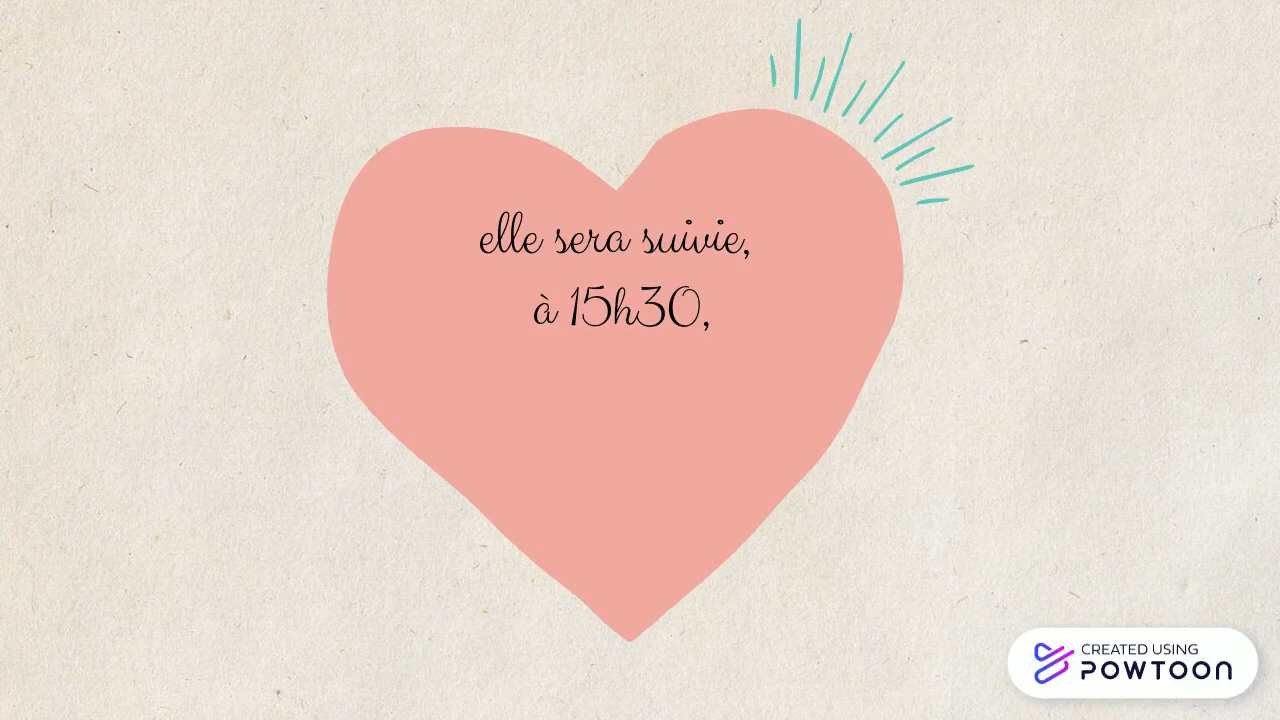 elle sera suivie,
à 15h30,
CREATED USING
POWTOON